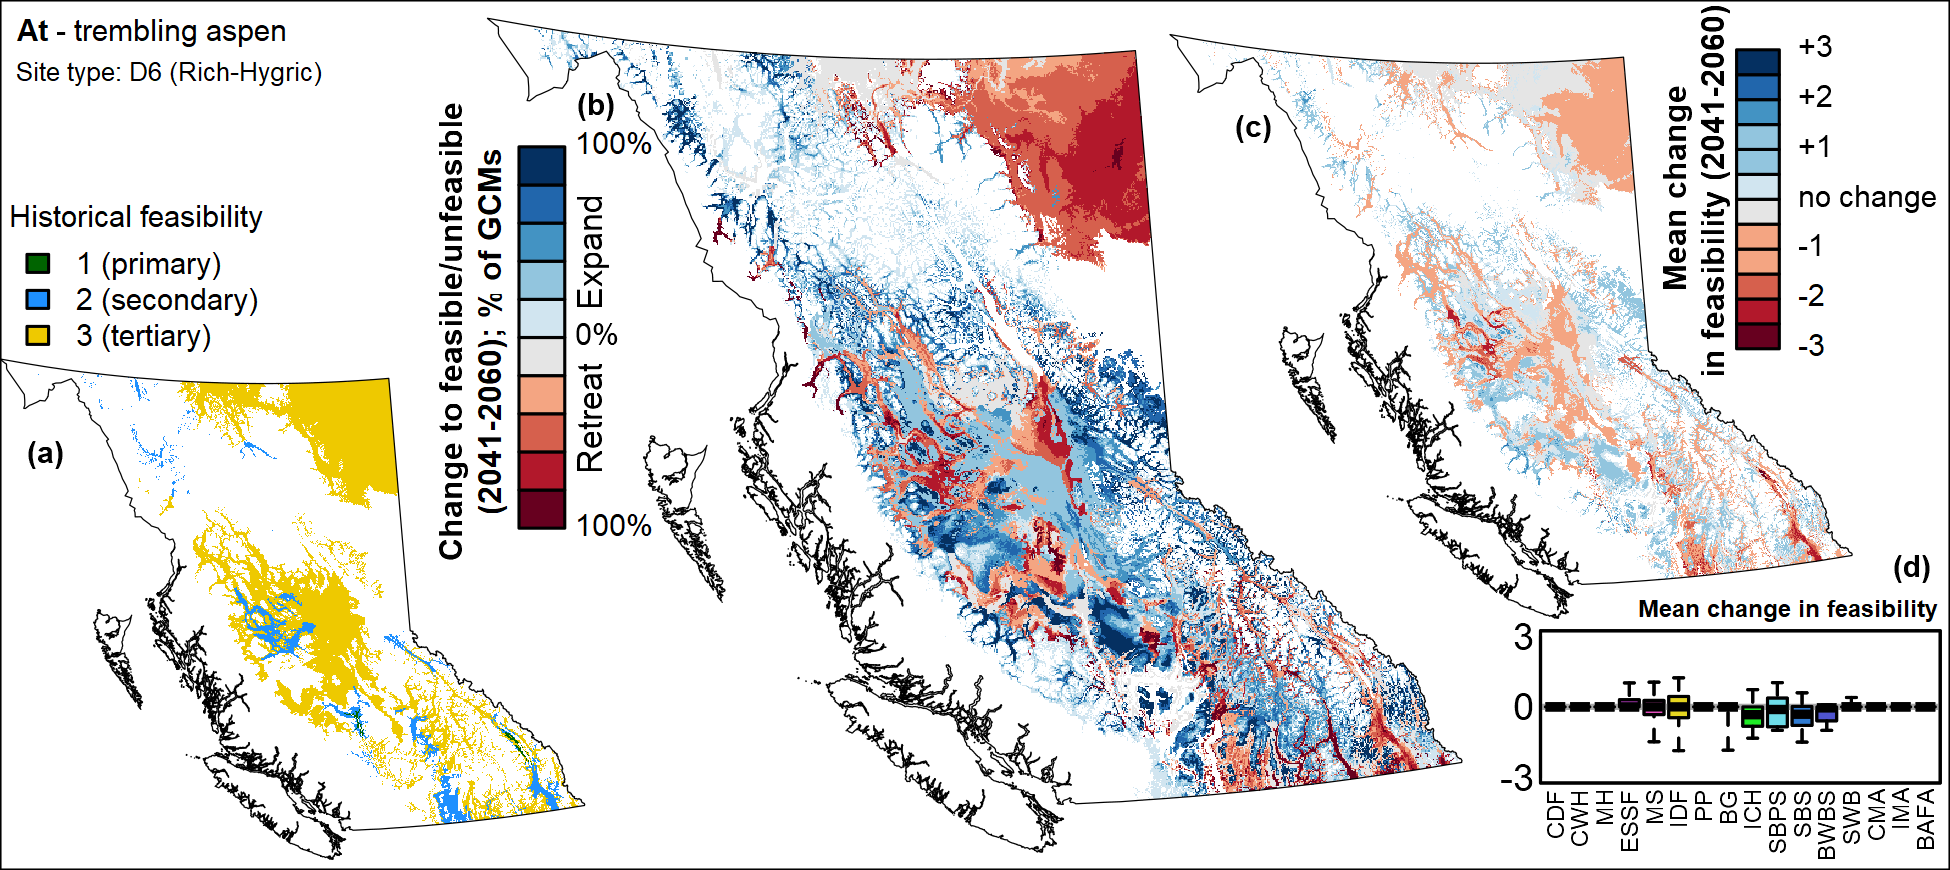 At - trembling aspen
Site type: D6 (Rich-Hygric)
Historical feasibility
1 (primary)
2 (secondary)
3 (tertiary)
(a)
(b)
Change to feasible/unfeasible
(2041-2060); % of GCMs
100%
Expand
0%
Retreat
100%
(c)
Mean change
in feasibility (2041-2060)
+3
+2
+1
no change
-1
-2
-3
(d)
Mean change in feasibility
3
0
-3
CDF
CWH
MH
ESSF
MS
IDF
PP
BG
ICH
SBPS
SBS
BWBS
SWB
CMA
IMA
BAFA